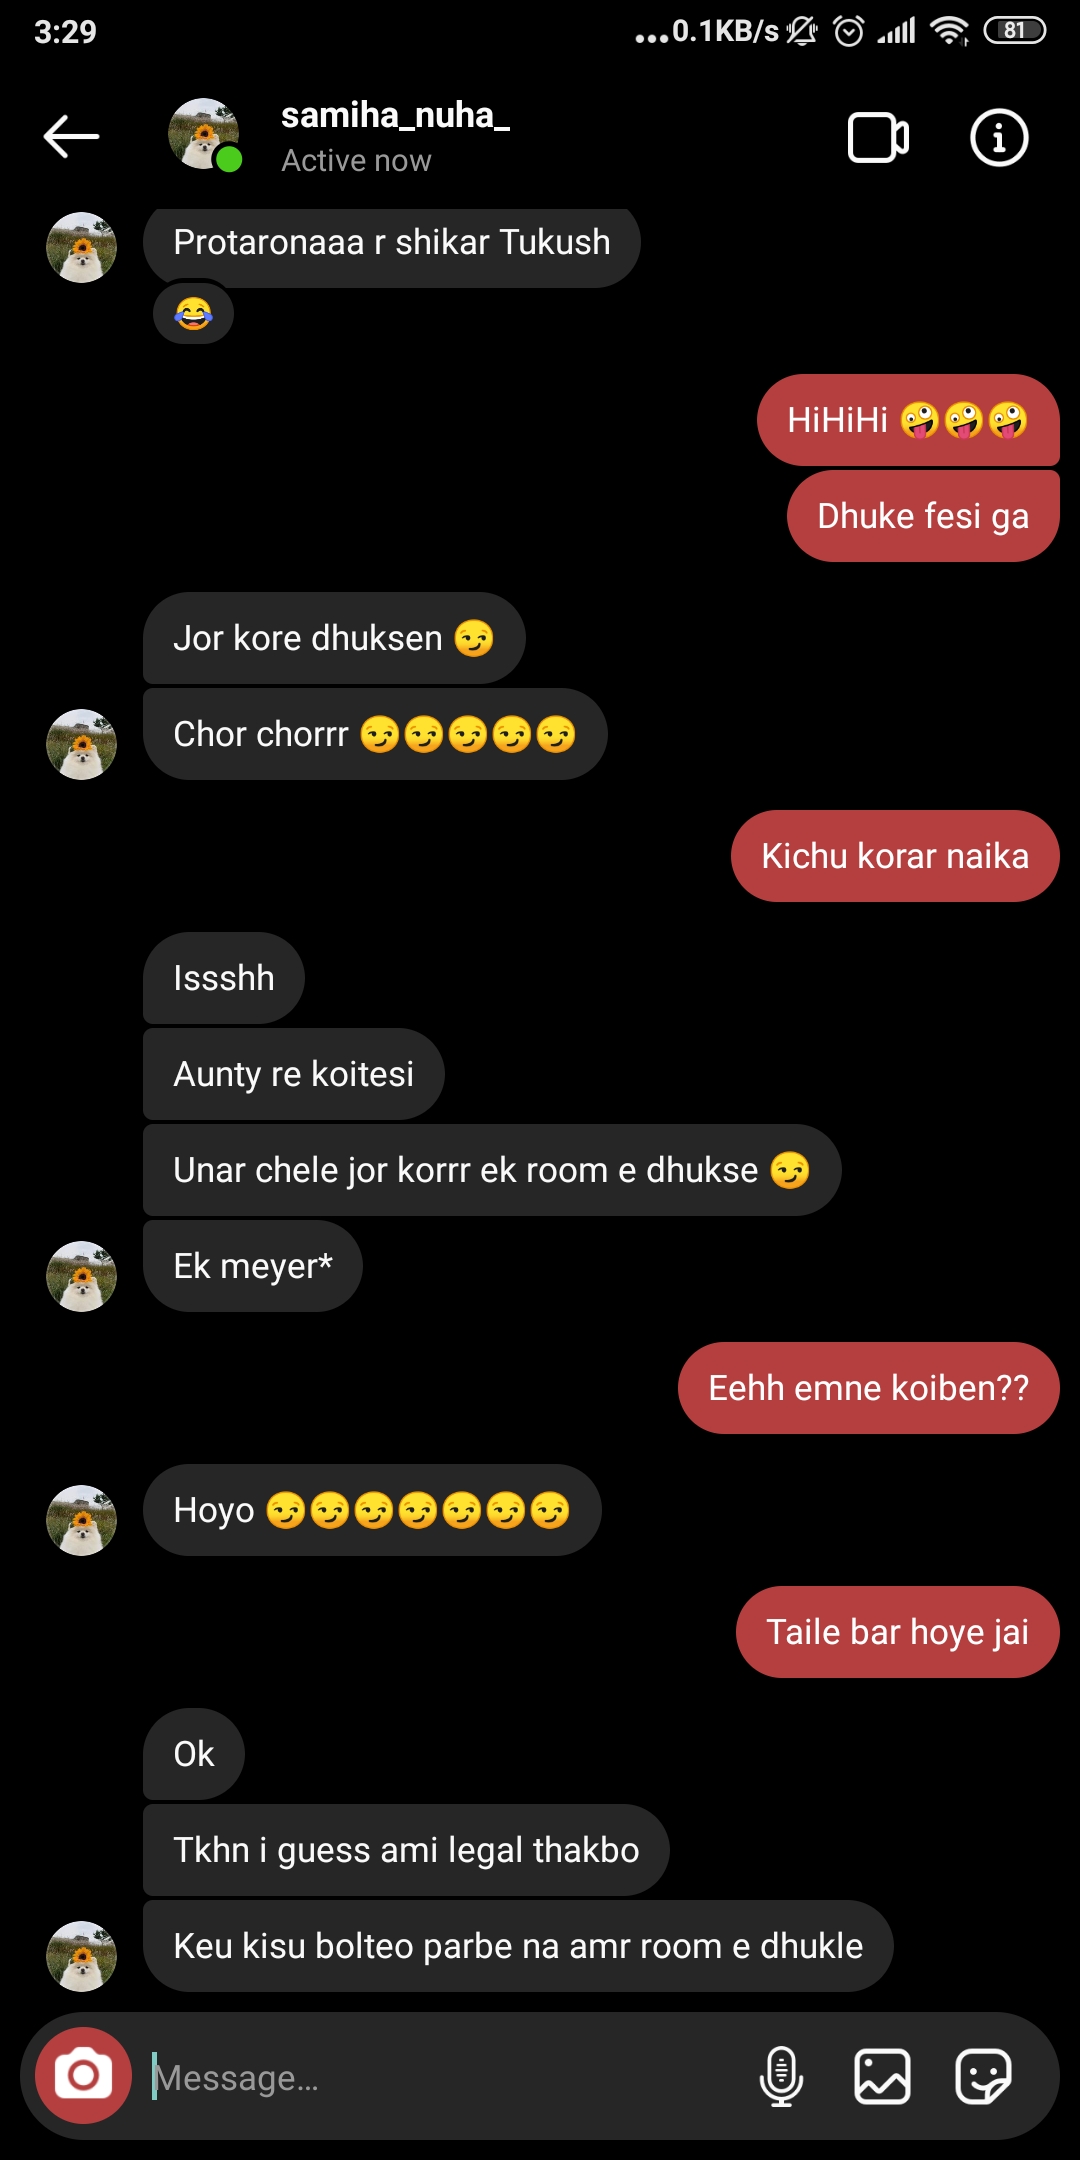 3:29
...0.1KB/s
81
samiha_nuha_
Active now
Protaronaaa r shikar Tukush
😂
HiHiHi 🤪🤪🤪
Dhuke fesi ga
Jor kore dhuksen 😏
Chor chorrr 😏😏😏😏😏
Kichu korar naika
Issshh
Aunty re koitesi
Unar chele jor korrr ek room e dhukse 😏
Ek meyer*
Eehh emne koiben??
Hoyo 😏😏😏😏😏😏😏
Taile bar hoye jai
Ok
Tkhn i guess ami legal thakbo
Keu kisu bolteo parbe na amr room e dhukle
Message...